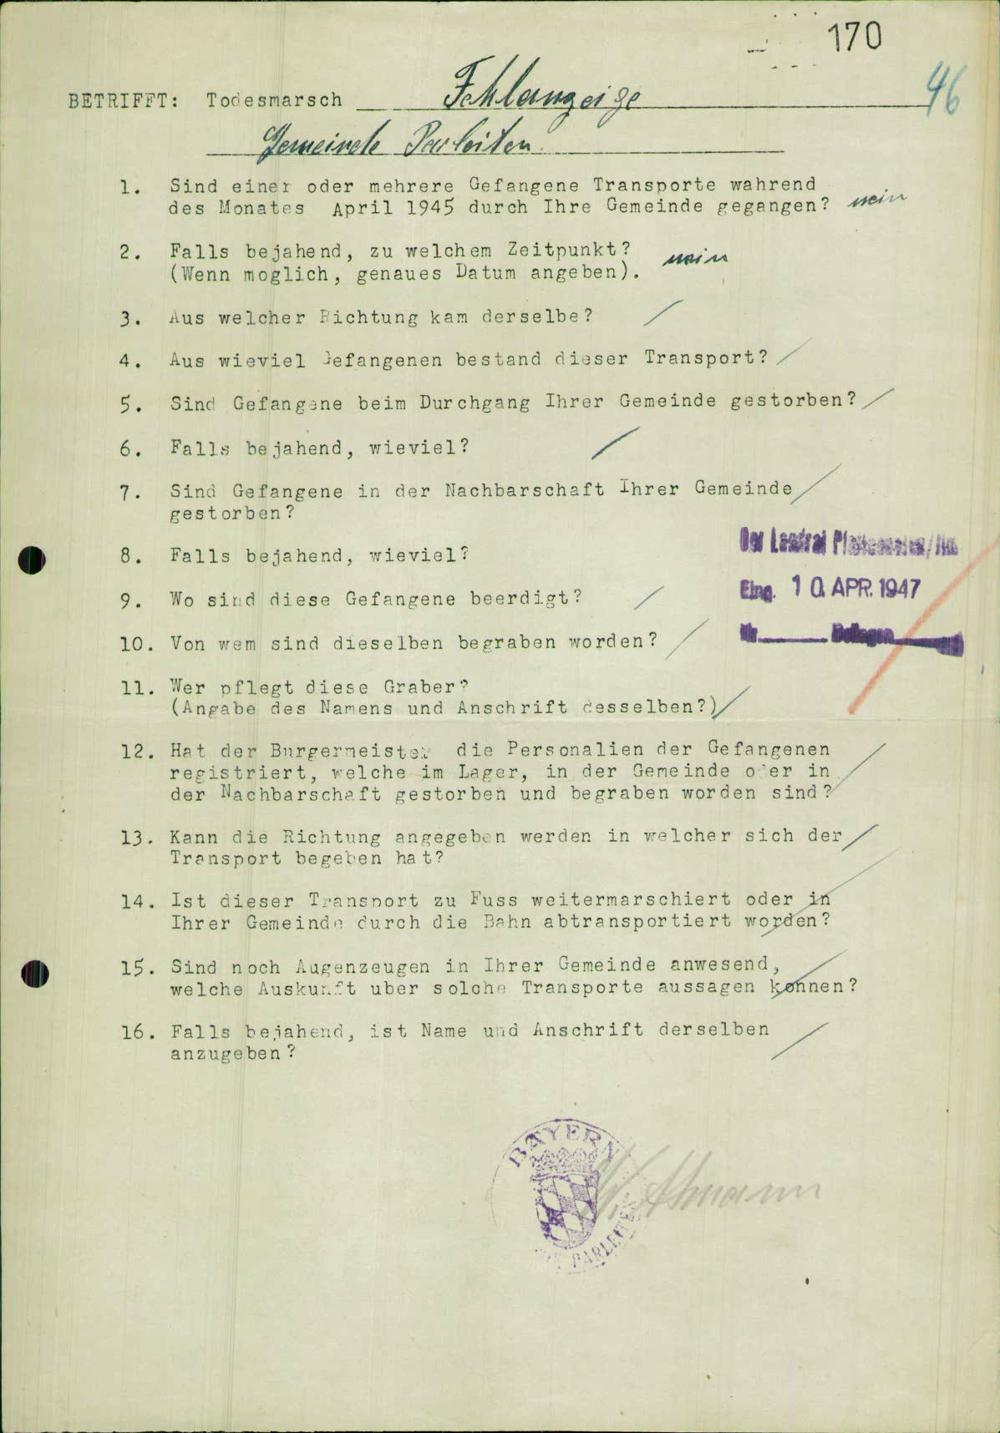 170
46
BETRIFFT: Todesmarsch Fehlanzeige
Gemeinde Parleiten.
1. Sind einer oder mehrere Gefangene Transporte wahrend
des Monates April 1945 durch Ihre Gemeinde gegangen? nein
2. Falls bejahend, zu welchem Zeitpunkt? nein
(Wenn moglich, genaues Datum angeben).
3. Aus welcher Richtung kam derselbe? /
4. Aus wieviel Gefangenen bestand dieser Transport? /
5. Sind Gefangene beim Durchgang Ihrer Gemeinde gestorben? /
6. Falls bejahend, wieviel? /
7. Sind Gefangene in der Nachbarschaft Ihrer Gemeinde /
gestorben?
8. Falls bejahend, wieviel?
Der Landrat
9. Wo sind diese Gefangene beerdigt? /
Eing. 10. APR. 1947
10. Von wem sind dieselben begraben worden? /
Nr. Beilagen
11. Wer pflegt diese Graber?
(Angabe des Namens und Anschrift desselben?) /
12. Hat der Burgermeister die Personalien der Gefangenen
registriert, welche im Lager, in der Gemeinde oder in
der Nachbarschaft gestorben und begraben worden sind? /
13. Kann die Richtung angegeben werden in welcher sich der /
Transport begeben hat?
14. Ist dieser Transport zu Fuss weitermarschiert oder in
Ihrer Gemeinde durch die Bahn abtransportiert worden? /
15. Sind noch Augenzeugen in Ihrer Gemeinde anwesend,
welche Auskunft uber solche Transporte aussagen konnen? /
16. Falls bejahend, ist Name und Anschrift derselben /
anzugeben?
BAYERN
PARLEITEN